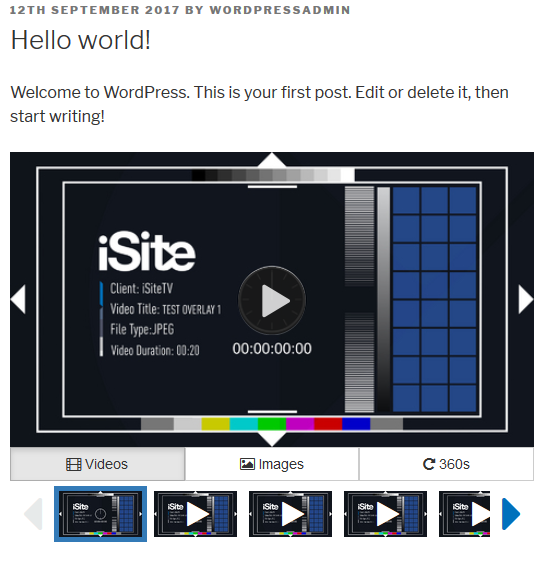 12TH SEPTEMBER 2017 BY WORDPRESSADMIN
Hello world!
Welcome to WordPress. This is your first post. Edit or delete it, then
start writing!
iSite
Client: iSiteTV
Video Title: TEST OVERLAY 1
File Type:JPEG
Video Duration: 00:20
00:00:00:00
Videos
Images
360s
iSite
iSite
iSite
iSite
iSite